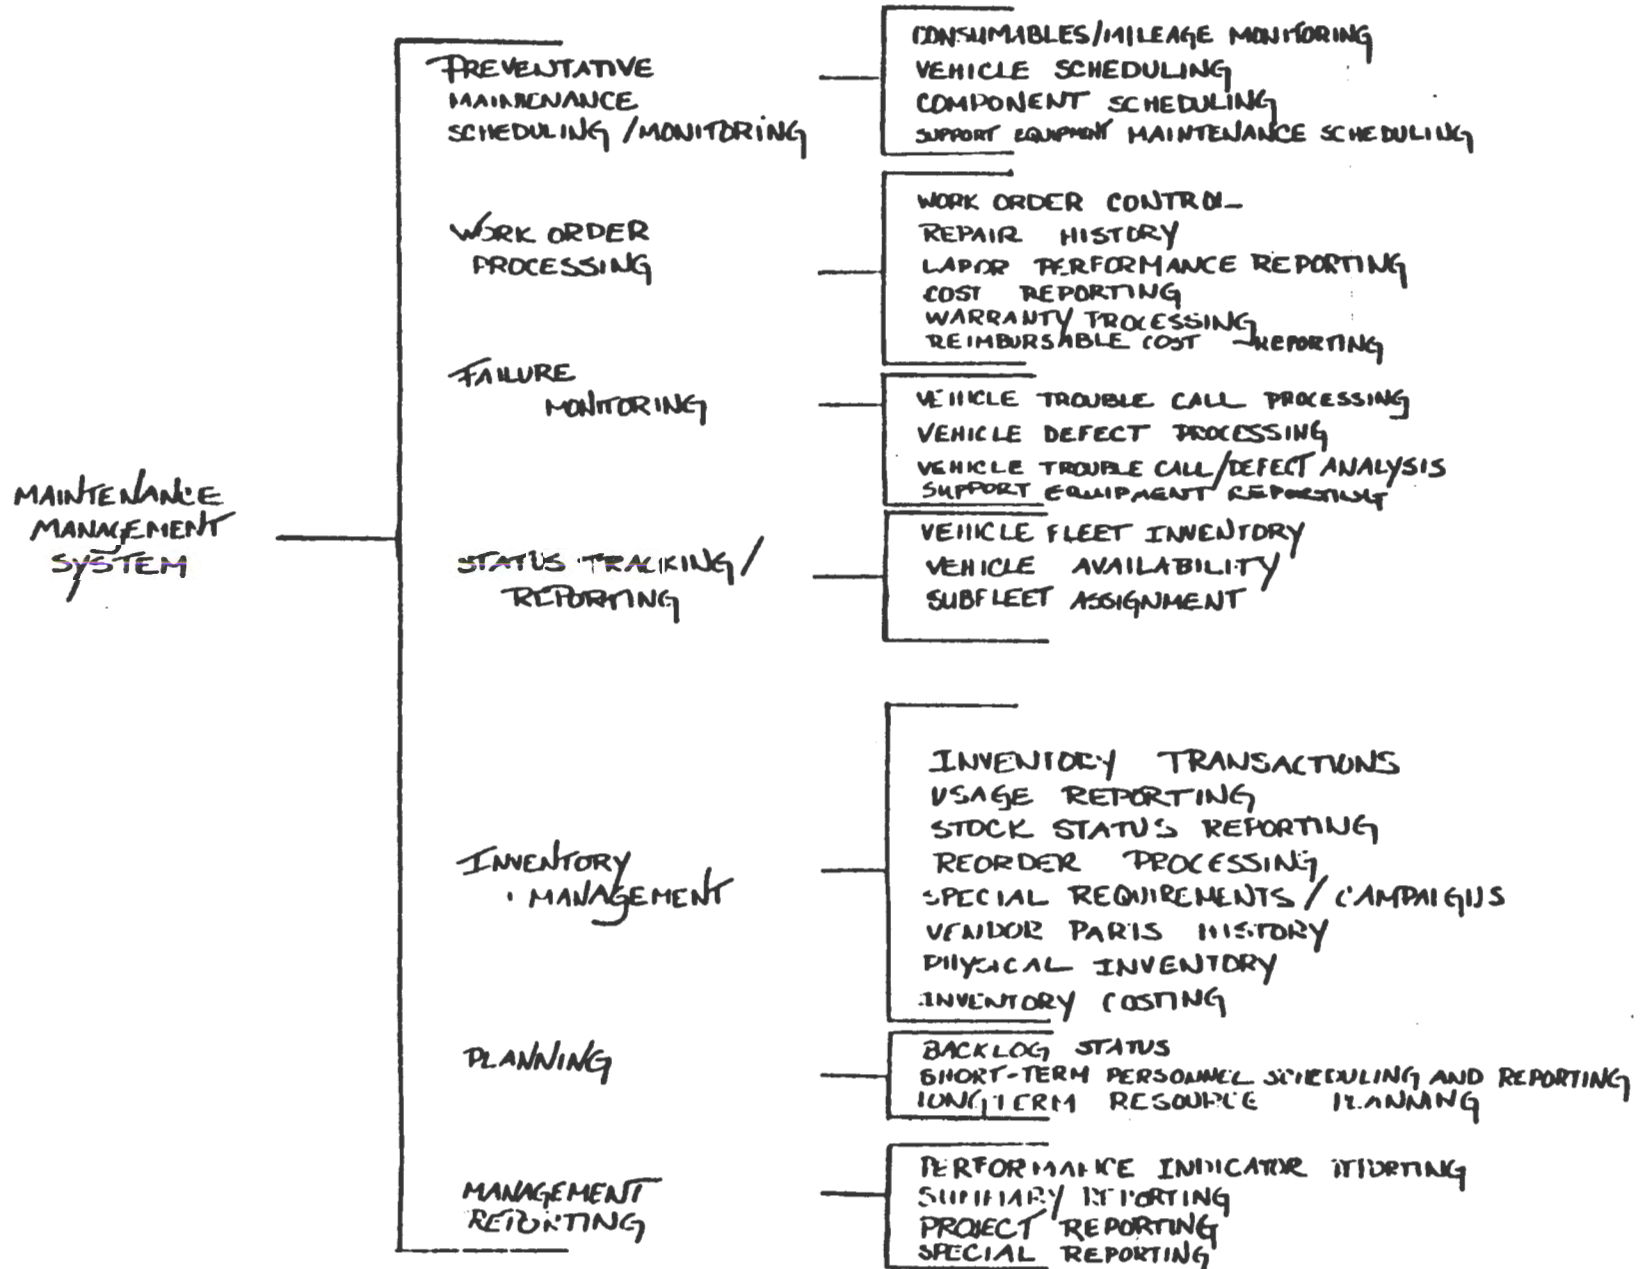 MAINTENANCE
MANAGEMENT
SYSTEM
PREVENTATIVE
MAINTENANCE
SCHEDULING / MONITORING
CONSUMABLES/MILEAGE MONITORING
VEHICLE SCHEDULING
COMPONENT SCHEDULING
SUPPORT EQUIPMENT MAINTENANCE SCHEDULING
WORK ORDER
PROCESSING
WORK ORDER CONTROL
REPAIR HISTORY
LABOR PERFORMANCE REPORTING
COST REPORTING
WARRANTY PROCESSING
REIMBURSABLE COST REPORTING
FAILURE
MONITORING
VEHICLE TROUBLE CALL PROCESSING
VEHICLE DEFECT PROCESSING
VEHICLE TROUBLE CALL/DEFECT ANALYSIS
SUPPORT EQUIPMENT REPORTING
STATUS TRACKING /
REPORTING
VEHICLE FLEET INVENTORY
VEHICLE AVAILABILITY
SUBFLEET ASSIGNMENT
INVENTORY
MANAGEMENT
INVENTORY TRANSACTIONS
USAGE REPORTING
STOCK STATUS REPORTING
REORDER PROCESSING
SPECIAL REQUIREMENTS / CAMPAIGNS
VENDOR PARTS HISTORY
PHYSICAL INVENTORY
INVENTORY COSTING
PLANNING
BACKLOG STATUS
SHORT-TERM PERSONNEL SCHEDULING AND REPORTING
LONG TERM RESOURCE PLANNING
MANAGEMENT
REPORTING
PERFORMANCE INDICATOR REPORTING
SUMMARY REPORTING
PROJECT REPORTING
SPECIAL REPORTING